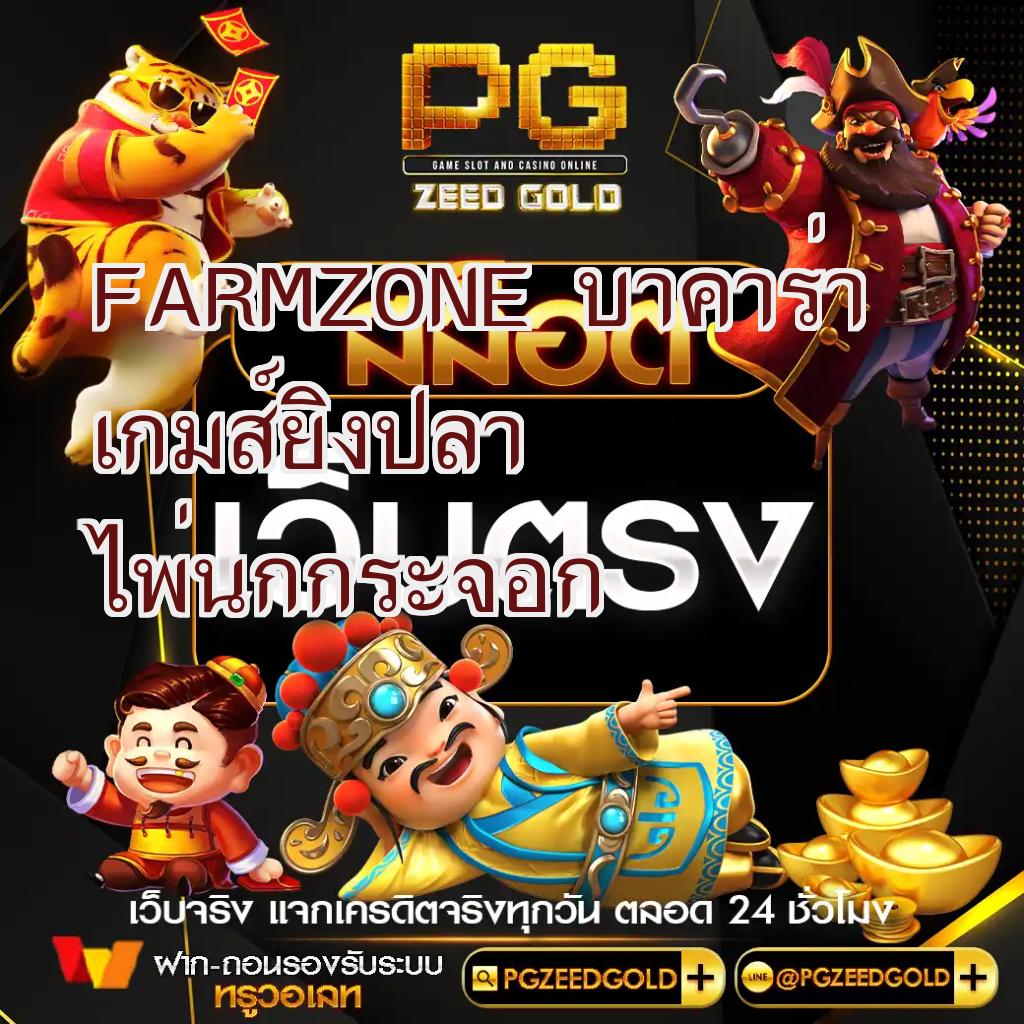 PG
GAME SLOT AND CASINO ONLINE
ZEED GOLD
FARMZONE บาคาร่า
สล็อต
เกมส์ยิงปลา
เว็บตรง
ไพ่นกกระจอก
เว็บจริง แจกเครดิตจริงทุกวัน ตลอด 24 ชั่วโมง
ฝาก-ถอนรองรับระบบ
ทรูวอเลท
PGZEEDGOLD +
LINE @PGZEEDGOLD +